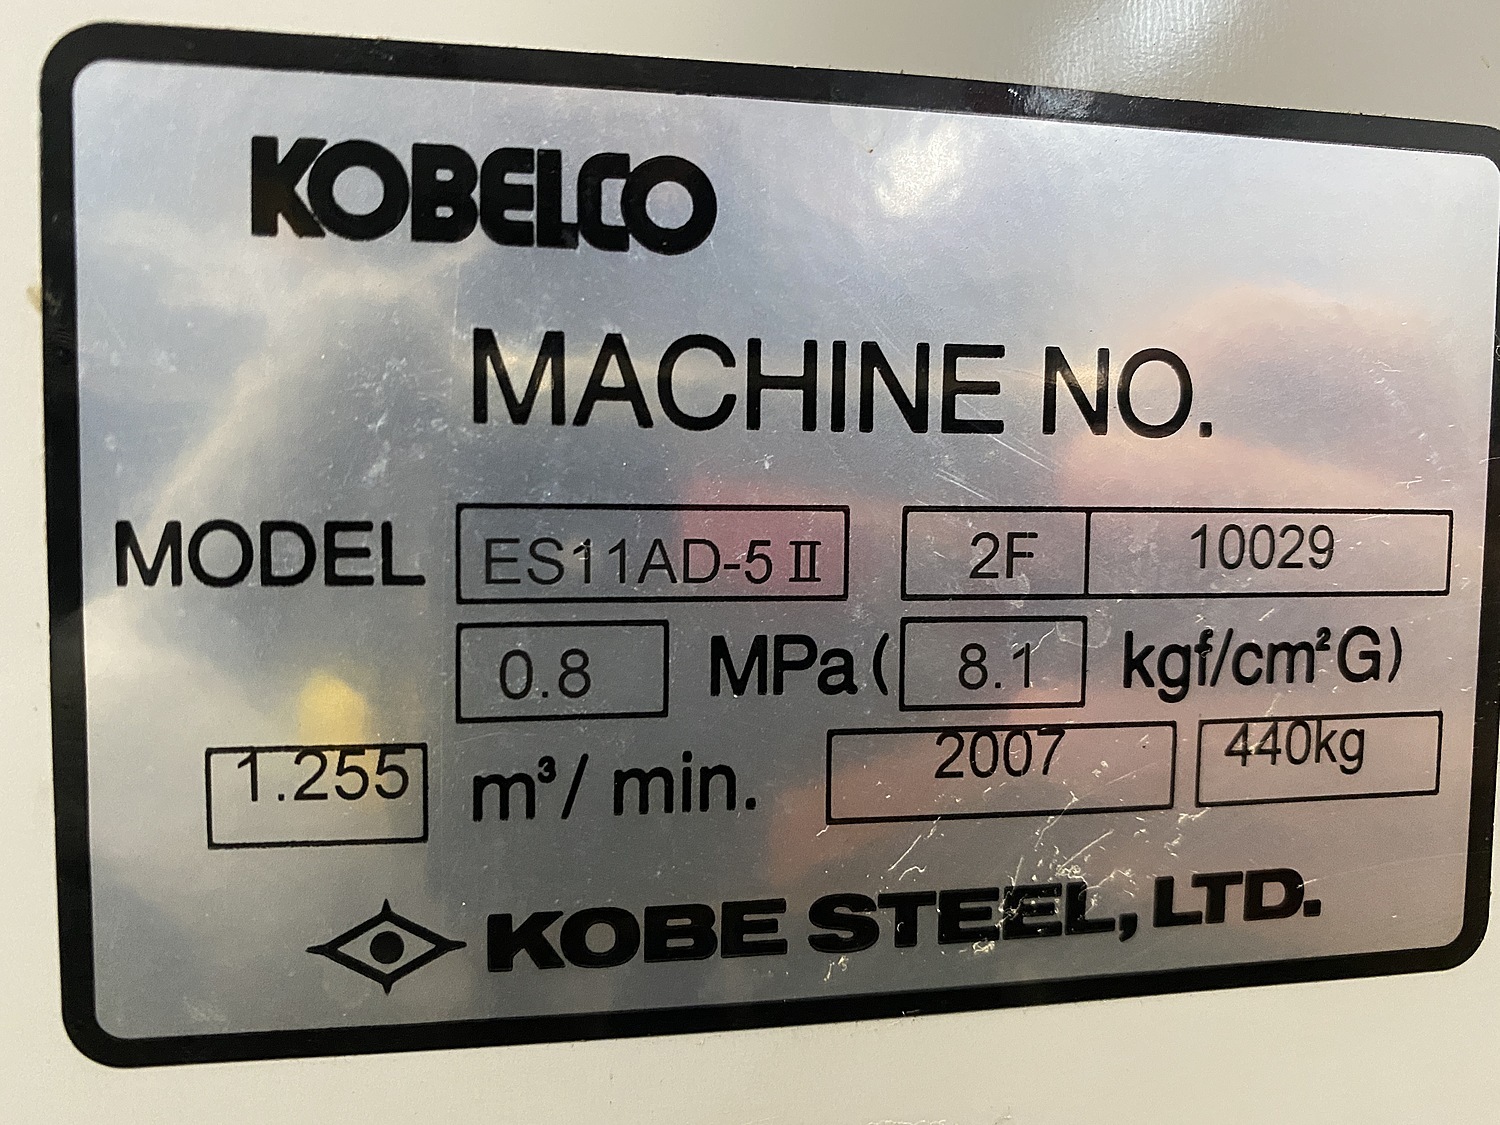 KOBELCO
MACHINE NO.
MODEL ES11AD-5Ⅱ 2F 10029
0.8 MPa( 8.1 kgf/cm²G)
1.255 m³/ min. 2007 440kg
KOBE STEEL, LTD.